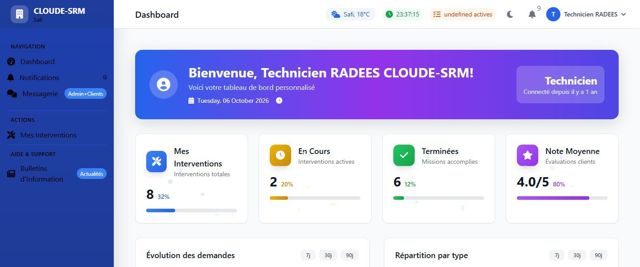 CLOUDE-SRM
Safi
Dashboard
Safi, 18°C
23:37:15
undefined actives
9
T
Technicien RADEES
NAVIGATION
Dashboard
Notifications 9
Messagerie Admin+Clients
ACTIONS
Mes Interventions
AIDE & SUPPORT
Bulletins d'Information Actualités
Bienvenue, Technicien RADEES CLOUDE-SRM!
Voici votre tableau de bord personnalisé
Tuesday, 06 October 2026
Technicien
Connecté depuis il y a 1 an
Mes
Interventions
Interventions totales
8 32%
En Cours
Interventions actives
2 20%
Terminées
Missions accomplies
6 12%
Note Moyenne
Évaluations clients
4.0/5 80%
Évolution des demandes
7j 30j 90j
Répartition par type
7j 30j 90j